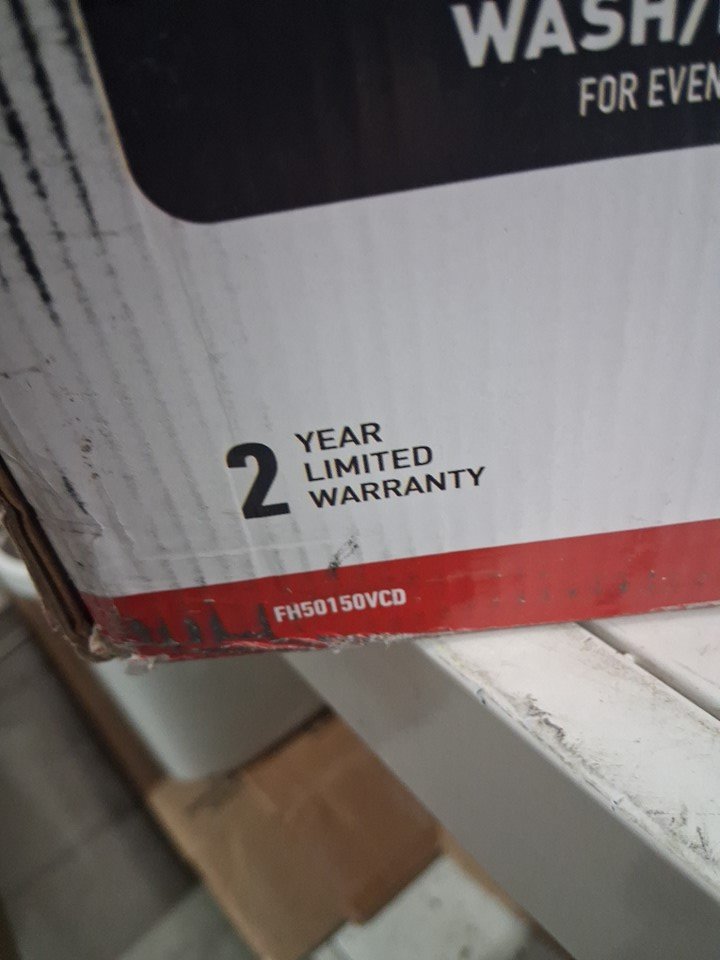 WASH/
FOR EVEN
2 YEAR
LIMITED
WARRANTY
FH50150VCD